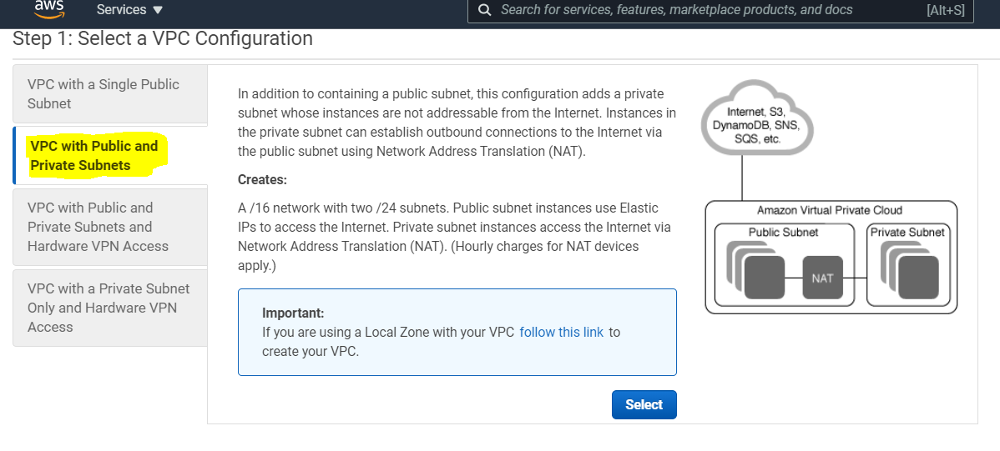 aws
Services ▼
Search for services, features, marketplace products, and docs
[Alt+S]
Step 1: Select a VPC Configuration
VPC with a Single Public
Subnet
VPC with Public and
Private Subnets
VPC with Public and
Private Subnets and
Hardware VPN Access
VPC with a Private Subnet
Only and Hardware VPN
Access
In addition to containing a public subnet, this configuration adds a private
subnet whose instances are not addressable from the Internet. Instances in
the private subnet can establish outbound connections to the Internet via
the public subnet using Network Address Translation (NAT).
Creates:
A /16 network with two /24 subnets. Public subnet instances use Elastic
IPs to access the Internet. Private subnet instances access the Internet via
Network Address Translation (NAT). (Hourly charges for NAT devices
apply.)
Important:
If you are using a Local Zone with your VPC follow this link to
create your VPC.
Select
Internet, S3,
DynamoDB, SNS,
SQS, etc.
Amazon Virtual Private Cloud
Public Subnet
Private Subnet
NAT